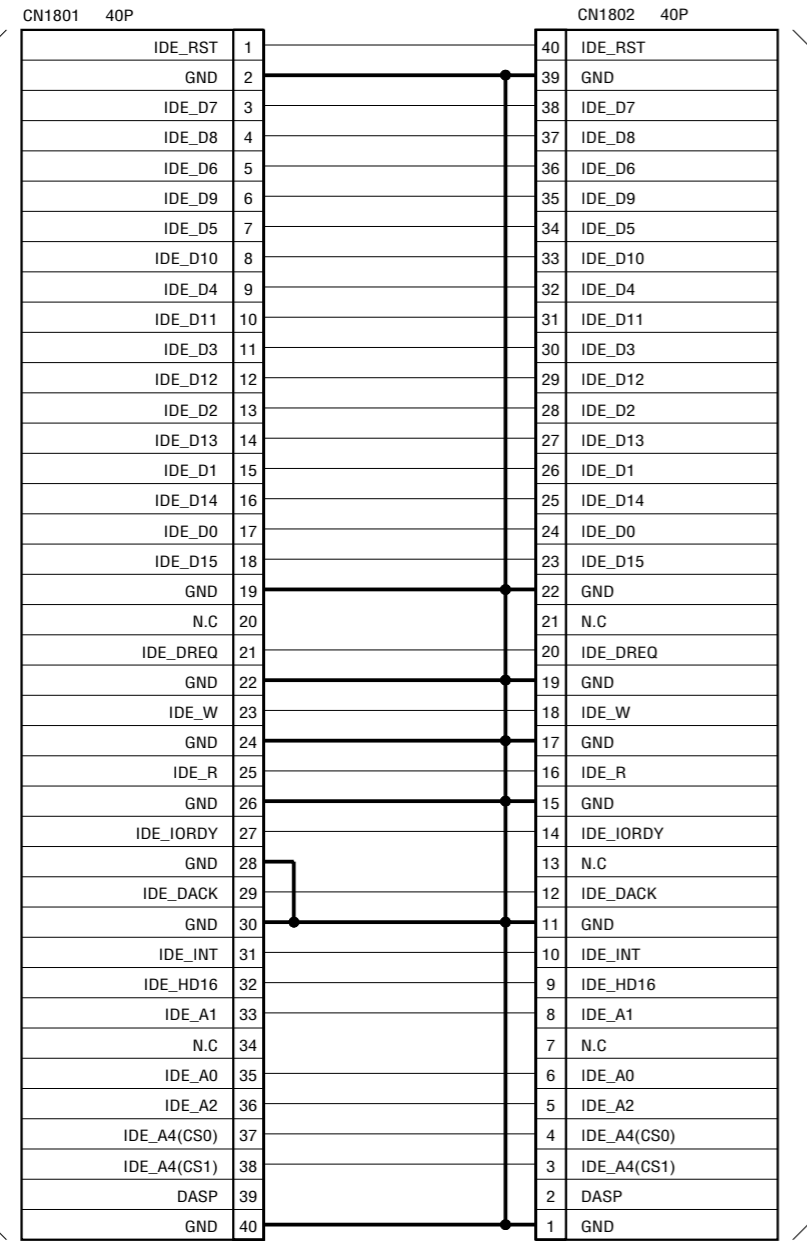 CN1801 40P CN1802 40P
IDE_RST 1 40 IDE_RST
GND 2 39 GND
IDE_D7 3 38 IDE_D7
IDE_D8 4 37 IDE_D8
IDE_D6 5 36 IDE_D6
IDE_D9 6 35 IDE_D9
IDE_D5 7 34 IDE_D5
IDE_D10 8 33 IDE_D10
IDE_D4 9 32 IDE_D4
IDE_D11 10 31 IDE_D11
IDE_D3 11 30 IDE_D3
IDE_D12 12 29 IDE_D12
IDE_D2 13 28 IDE_D2
IDE_D13 14 27 IDE_D13
IDE_D1 15 26 IDE_D1
IDE_D14 16 25 IDE_D14
IDE_D0 17 24 IDE_D0
IDE_D15 18 23 IDE_D15
GND 19 22 GND
N.C 20 21 N.C
IDE_DREQ 21 20 IDE_DREQ
GND 22 19 GND
IDE_W 23 18 IDE_W
GND 24 17 GND
IDE_R 25 16 IDE_R
GND 26 15 GND
IDE_IORDY 27 14 IDE_IORDY
GND 28 13 N.C
IDE_DACK 29 12 IDE_DACK
GND 30 11 GND
IDE_INT 31 10 IDE_INT
IDE_HD16 32 9 IDE_HD16
IDE_A1 33 8 IDE_A1
N.C 34 7 N.C
IDE_A0 35 6 IDE_A0
IDE_A2 36 5 IDE_A2
IDE_A4(CS0) 37 4 IDE_A4(CS0)
IDE_A4(CS1) 38 3 IDE_A4(CS1)
DASP 39 2 DASP
GND 40 1 GND